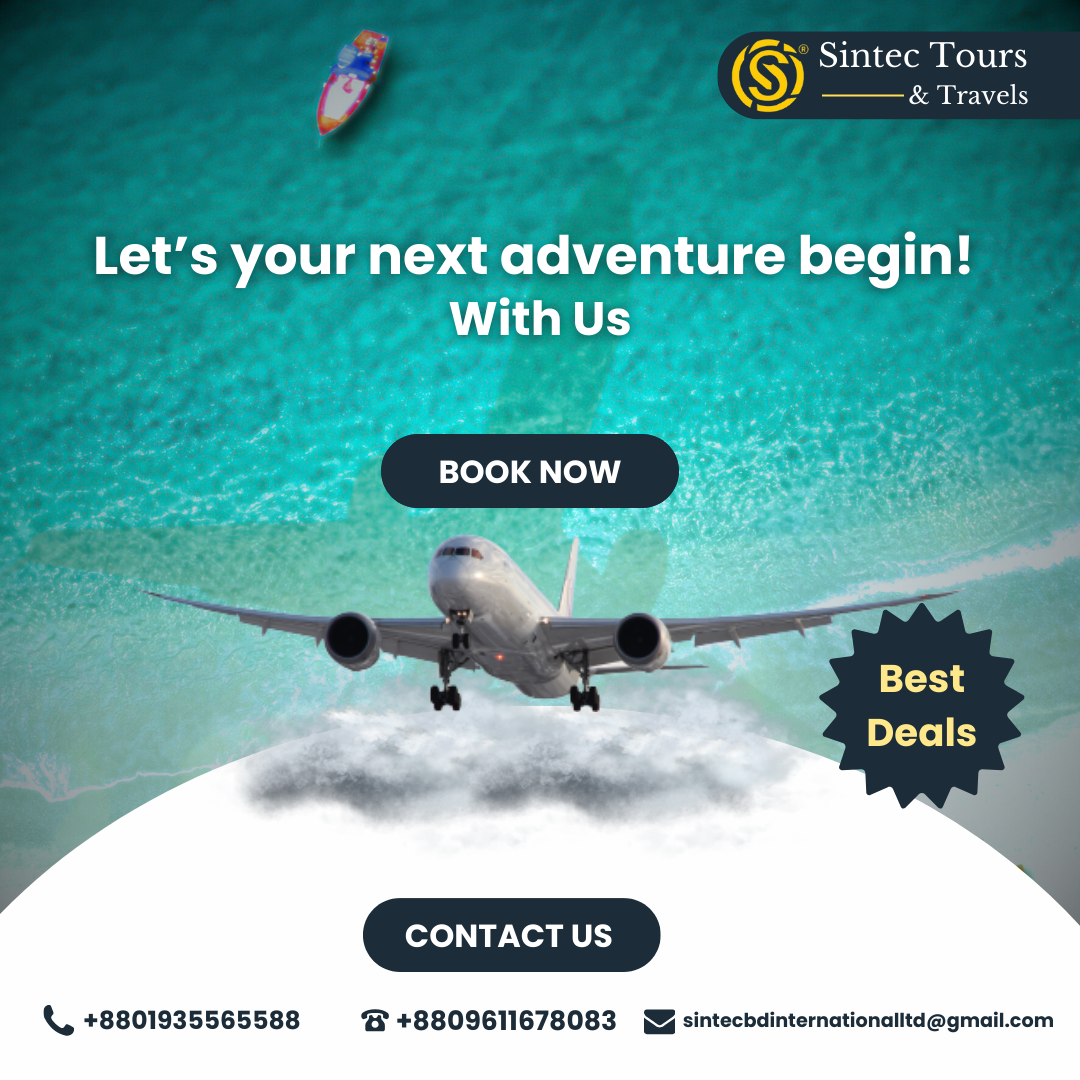 Sintec Tours
& Travels
Let’s your next adventure begin!
With Us
BOOK NOW
Best
Deals
CONTACT US
+8801935565588
+8809611678083
sintecbdinternationalltd@gmail.com